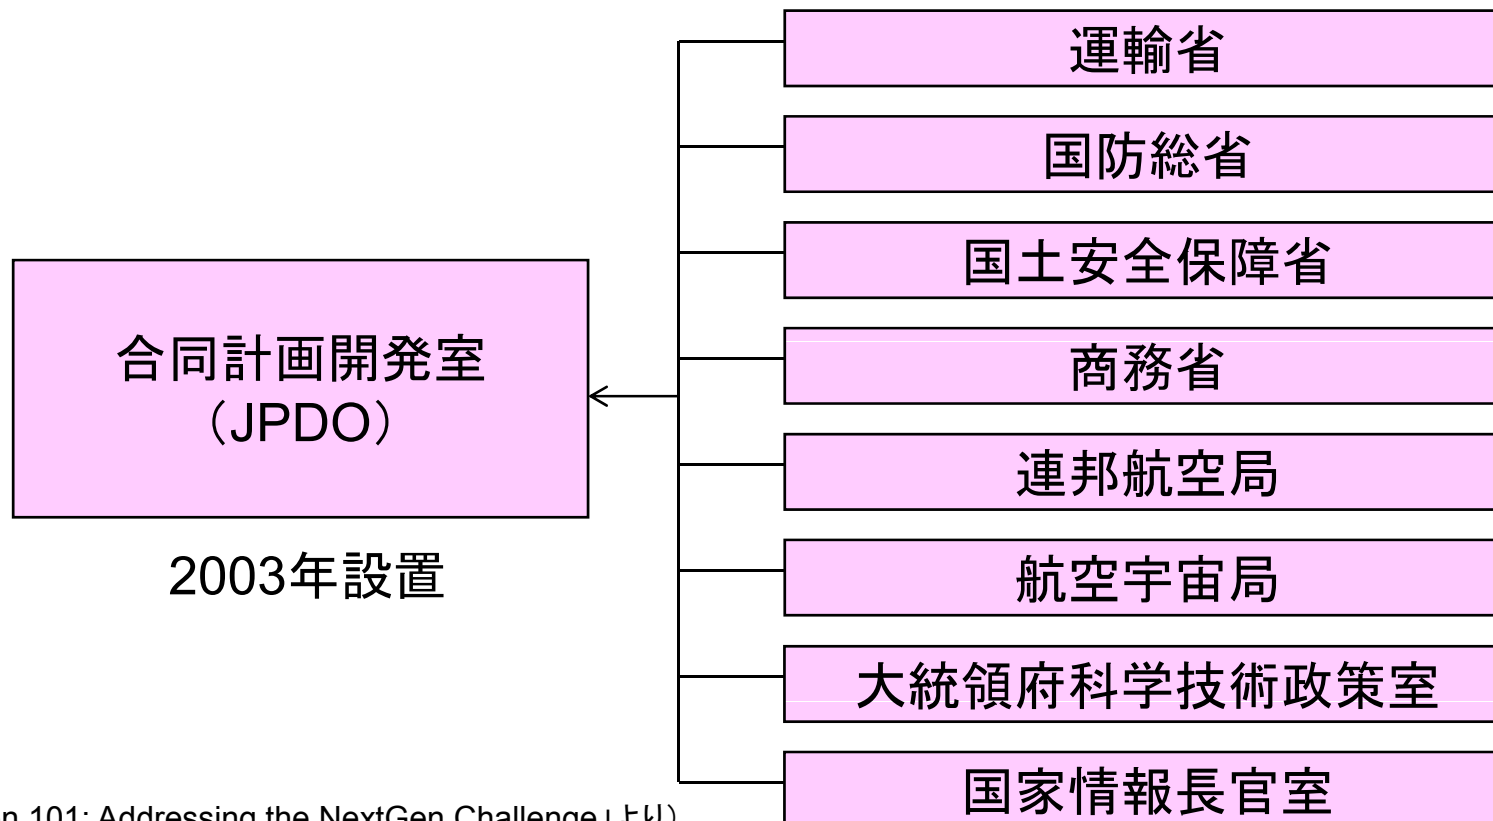 運輸省
国防総省
国土安全保障省
商務省
合同計画開発室
（JPDO）
連邦航空局
2003年設置
航空宇宙局
大統領府科学技術政策室
国家情報長官室
101: Addressing the NextGen Challenge」より）